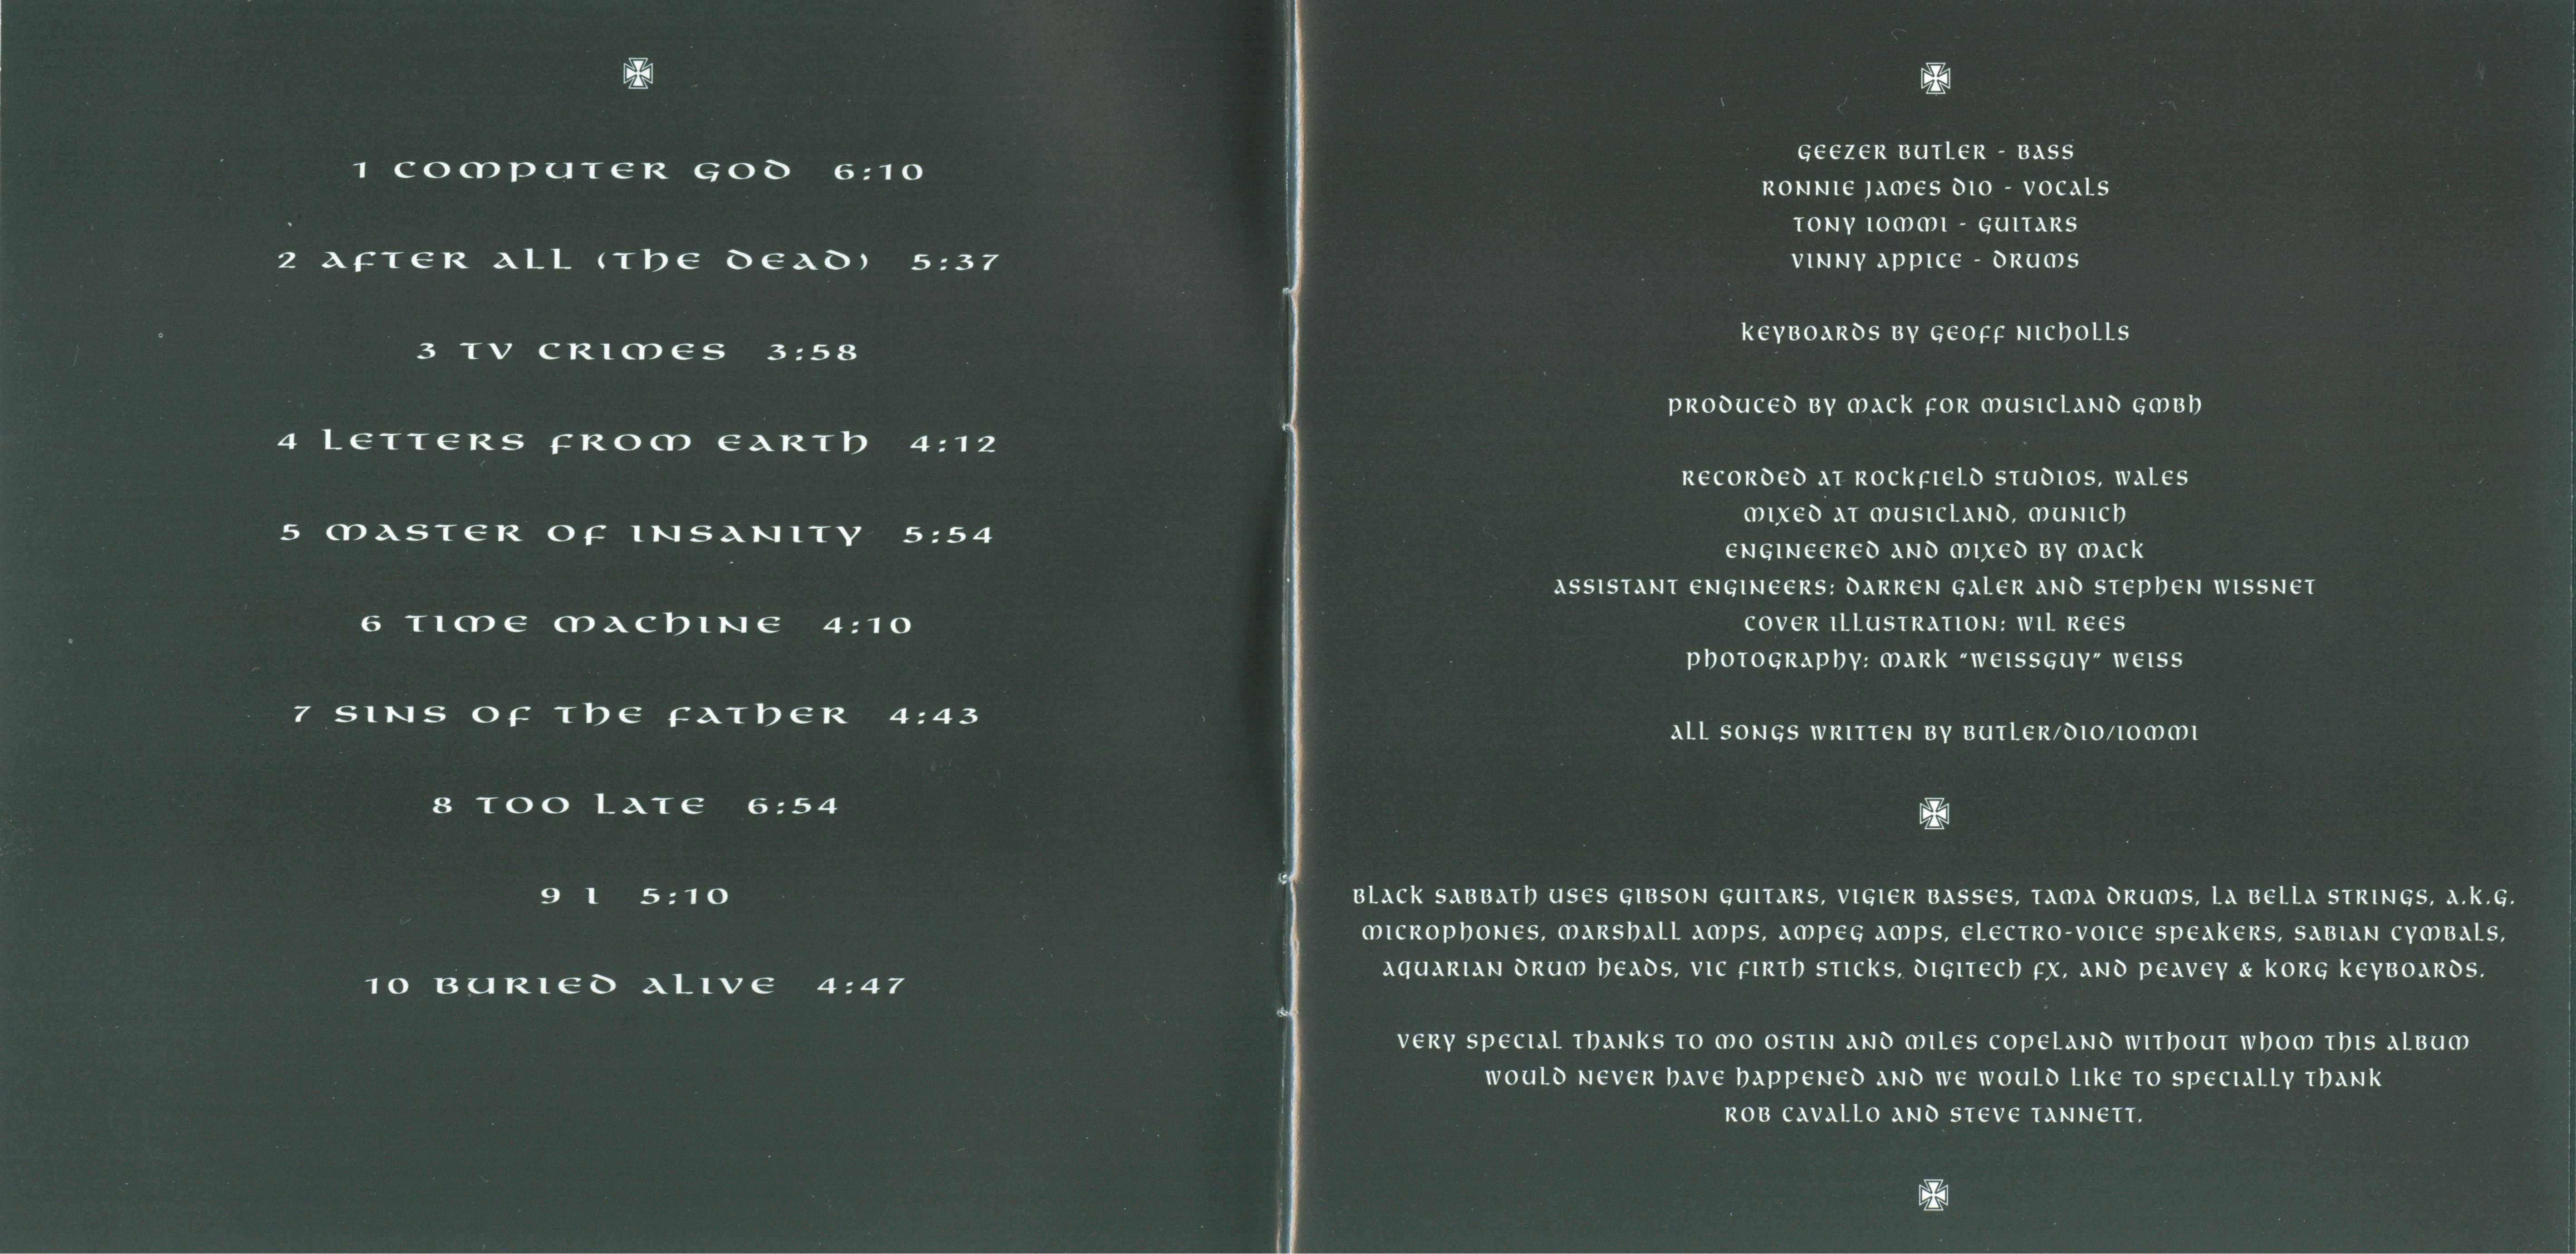 1 COMPUTER GOD 6:10
2 AFTER ALL (THE DEAD) 5:37
3 TV CRIMES 3:58
4 LETTERS FROM EARTH 4:12
5 MASTER OF INSANITY 5:54
6 TIME MACHINE 4:10
7 SINS OF THE FATHER 4:43
8 TOO LATE 6:54
9 I 5:10
10 BURIED ALIVE 4:47
GEEZER BUTLER - BASS
RONNIE JAMES DIO - VOCALS
TONY IOMMI - GUITARS
VINNY APPICE - DRUMS
KEYBOARDS BY GEOFF NICHOLLS
PRODUCED BY MACK FOR MUSICLAND GMBH
RECORDED AT ROCKFIELD STUDIOS, WALES
MIXED AT MUSICLAND, MUNICH
ENGINEERED AND MIXED BY MACK
ASSISTANT ENGINEERS: DARREN GALER AND STEPHEN WISSNET
COVER ILLUSTRATION: WIL REES
PHOTOGRAPHY: MARK "WEISSGUY" WEISS
ALL SONGS WRITTEN BY BUTLER/DIO/IOMMI
BLACK SABBATH USES GIBSON GUITARS, VIGIER BASSES, TAMA DRUMS, LA BELLA STRINGS, A.K.G.
MICROPHONES, MARSHALL AMPS, AMPEG AMPS, ELECTRO-VOICE SPEAKERS, SABIAN CYMBALS,
AQUARIAN DRUM HEADS, VIC FIRTH STICKS, DIGITECH FX, AND PEAVEY & KORG KEYBOARDS.
VERY SPECIAL THANKS TO MO OSTIN AND MILES COPELAND WITHOUT WHOM THIS ALBUM
WOULD NEVER HAVE HAPPENED AND WE WOULD LIKE TO SPECIALLY THANK
ROB CAVALLO AND STEVE TANNETT.